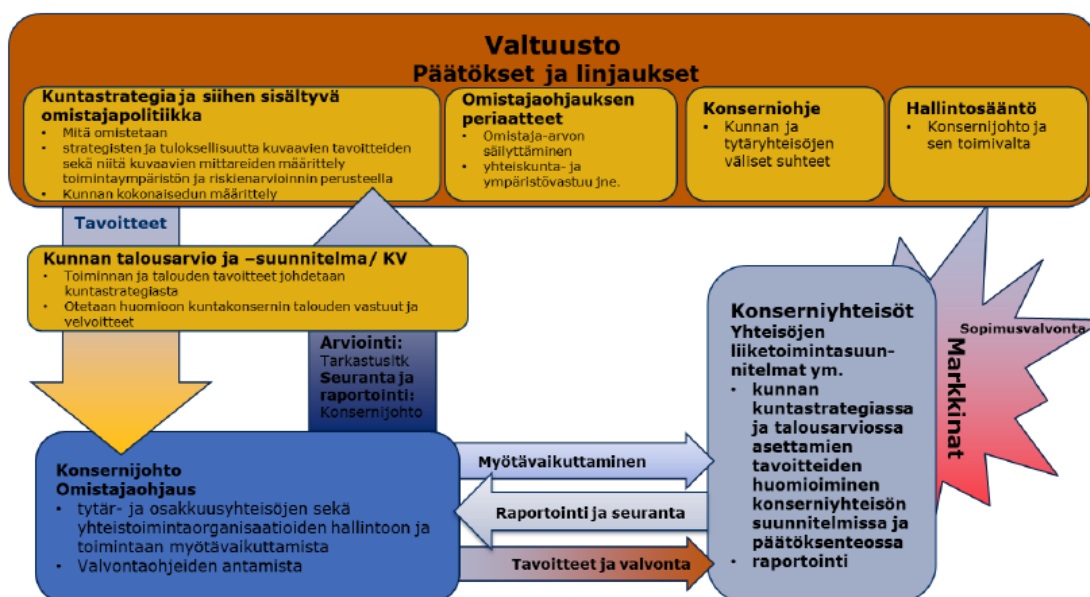 Valtuusto
Päätökset ja linjaukset
Kuntastrategia ja siihen sisältyvä
omistajapolitiikka
• Mitä omistetaan
• strategisten ja tuloksellisuutta kuvaavien tavoitteiden
sekä niitä kuvaavien mittareiden määrittely
toimintaympäristön ja riskienarvioinnin perusteella
• Kunnan kokonaisedun määrittely
Omistajaohjauksen
periaatteet
• Omistaja-arvon
säilyttäminen
• yhteiskunta- ja
ympäristövastuu jne.
Konserniohje
• Kunnan ja
tytäryhteisöjen
väliset suhteet
Hallintosääntö
• Konsernijohto ja
sen toimivalta
Tavoitteet
Kunnan talousarvio ja –suunnitelma/ KV
• Toiminnan ja talouden tavoitteet johdetaan
kuntastrategiasta
• Otetaan huomioon kuntakonsernin talouden vastuut ja
velvoitteet
Arviointi:
Tarkastusltk
Seuranta ja
raportointi:
Konsernijohto
Konsernijohto
Omistajaohjaus
• tytär- ja osakkuusyhteisöjen sekä
yhteistoimintaorganisaatioiden hallintoon ja
toimintaan myötävaikuttamista
• Valvontaohjeiden antamista
Myötävaikuttaminen
Raportointi ja seuranta
Tavoitteet ja valvonta
Konserniyhteisöt
Yhteisöjen
liiketoimintasuun-
nitelmat ym.
• kunnan
kuntastrategiassa
ja talousarviossa
asettamien
tavoitteiden
huomioiminen
konserniyhteisön
suunnitelmissa ja
päätöksenteossa
• raportointi
Sopimusvalvonta
Markkinat